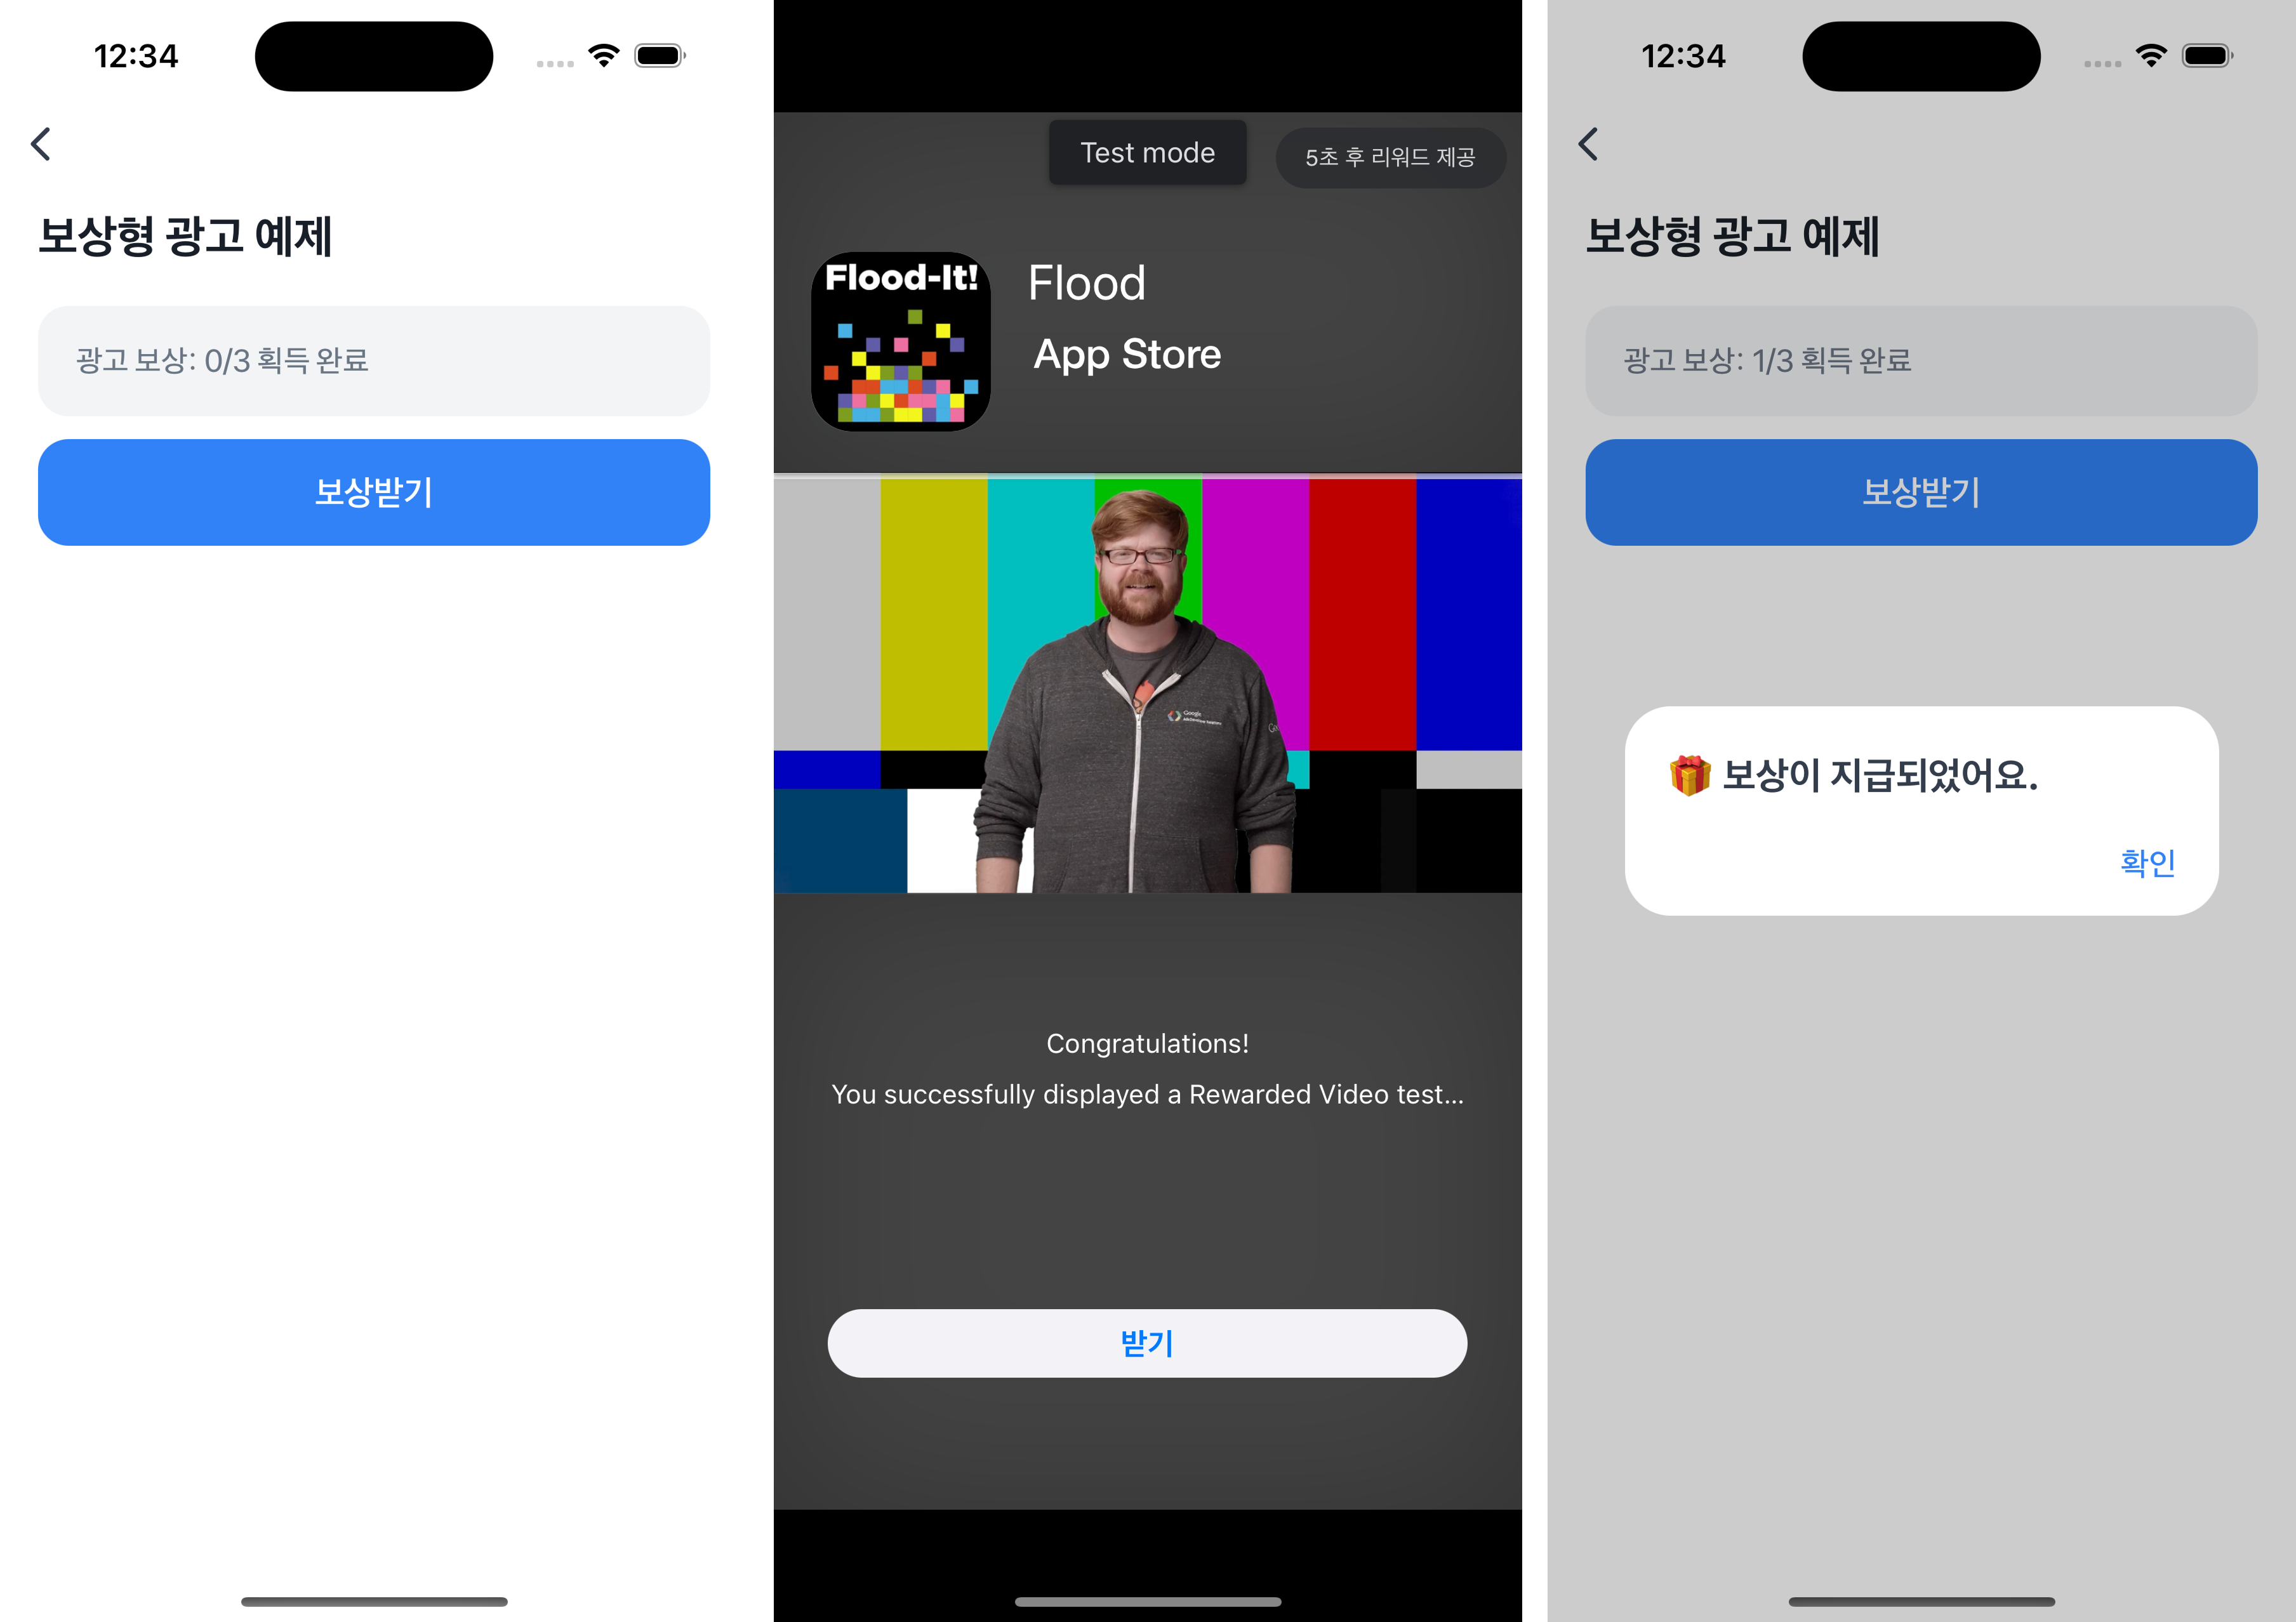 12:34
보상형 광고 예제
광고 보상: 0/3 획득 완료
보상받기
Test mode
5초 후 리워드 제공
Flood-It!
Flood
App Store
Google
Congratulations!
You successfully displayed a Rewarded Video test...
받기
12:34
보상형 광고 예제
광고 보상: 1/3 획득 완료
보상받기
🎁 보상이 지급되었어요.
확인